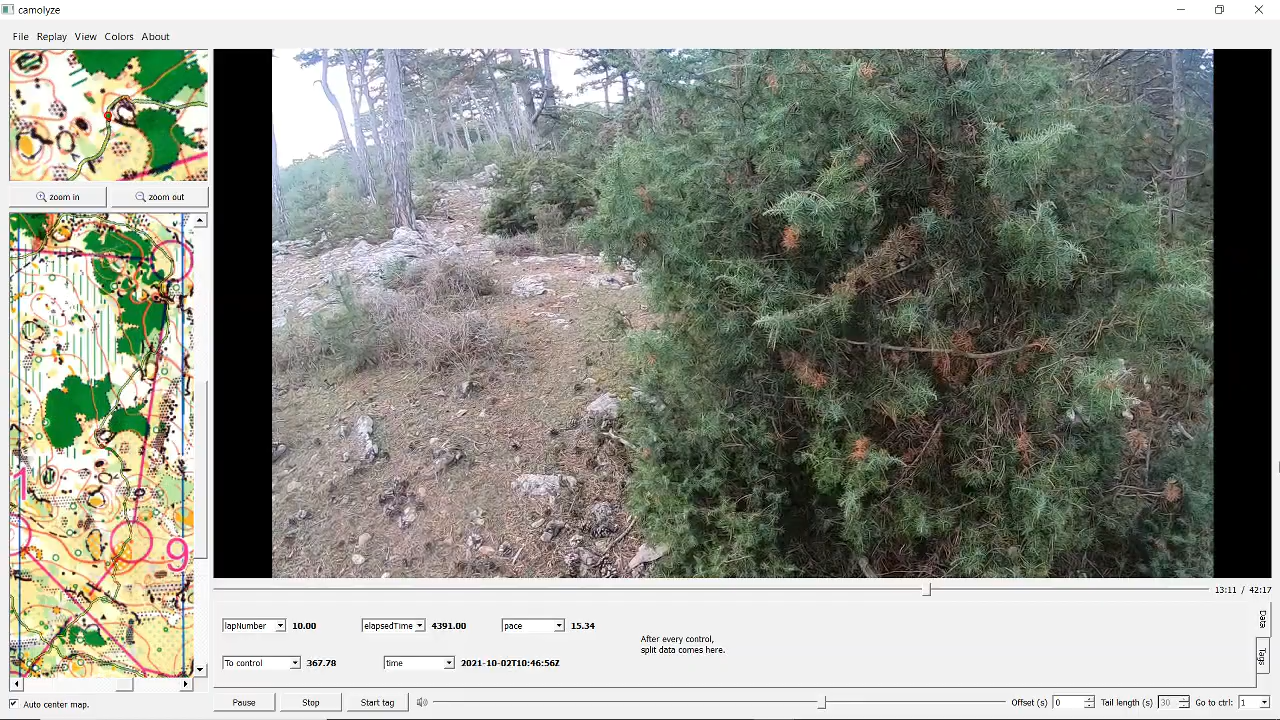 camolyze
File Replay View Colors About
zoom in zoom out
1
9
13:11 / 42:17
Data
Tags
lapNumber 10.00 elapsedTime 4391.00 pace 15.34
After every control,
split data comes here.
To control 367.78 time 2021-10-02T10:46:56Z
Auto center map.
Pause Stop Start tag Offset (s) 0 Tail length (s) 30 Go to ctrl: 1